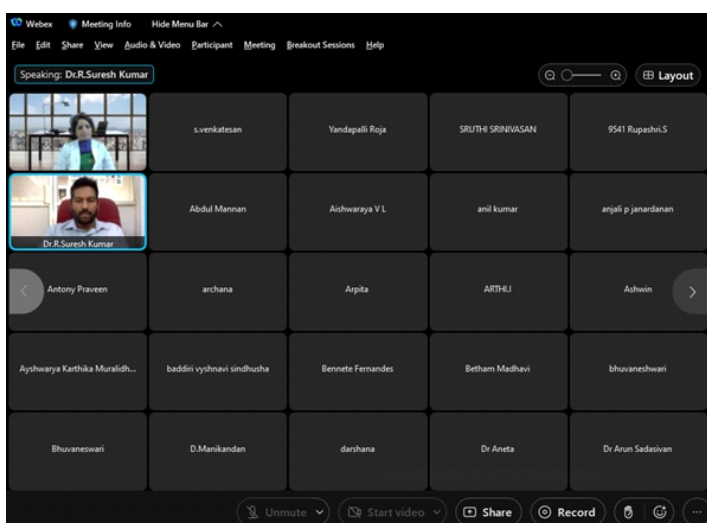 Webex Meeting Info Hide Menu Bar
File Edit Share View Audio & Video Participant Meeting Breakout Sessions Help
Speaking: Dr.R.Suresh Kumar
Layout
s.venkatesan
Yandapalli Roja
SRUTHI SRINIVASAN
9541 Rupashri.S
Dr.R.Suresh Kumar
Abdul Mannan
Aishwaraya V L
anil kumar
anjali p janardanan
Antony Praveen
archana
Arpita
ARTHI.J
Ashwin
Ayshwarya Karthika Muralidh...
baddiri vyshnavi sindhusha
Bennete Fernandes
Betham Madhavi
bhuvaneshwari
Bhuvaneswari
D.Manikandan
darshana
Dr Aneta
Dr Arun Sadasivan
Unmute Start video Share Record